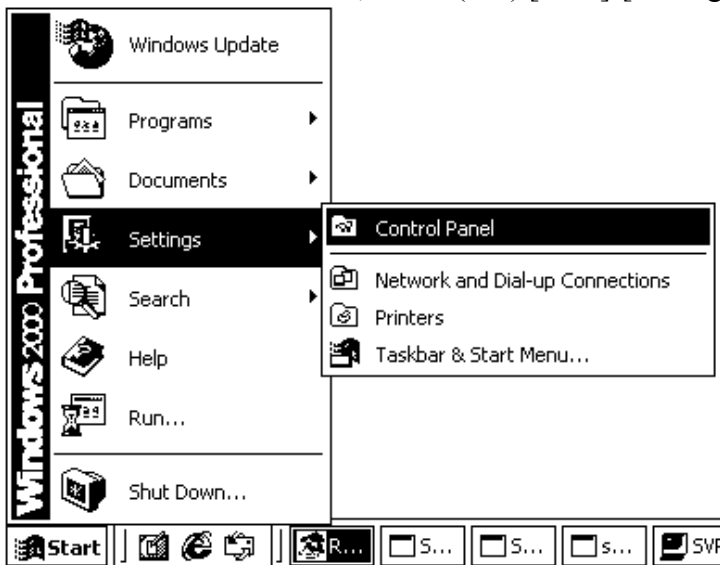 Windows 2000 Professional
Windows Update
Programs
Documents
Settings
Control Panel
Network and Dial-up Connections
Printers
Taskbar & Start Menu...
Search
Help
Run...
Shut Down...
Start
R...
S...
S...
s...